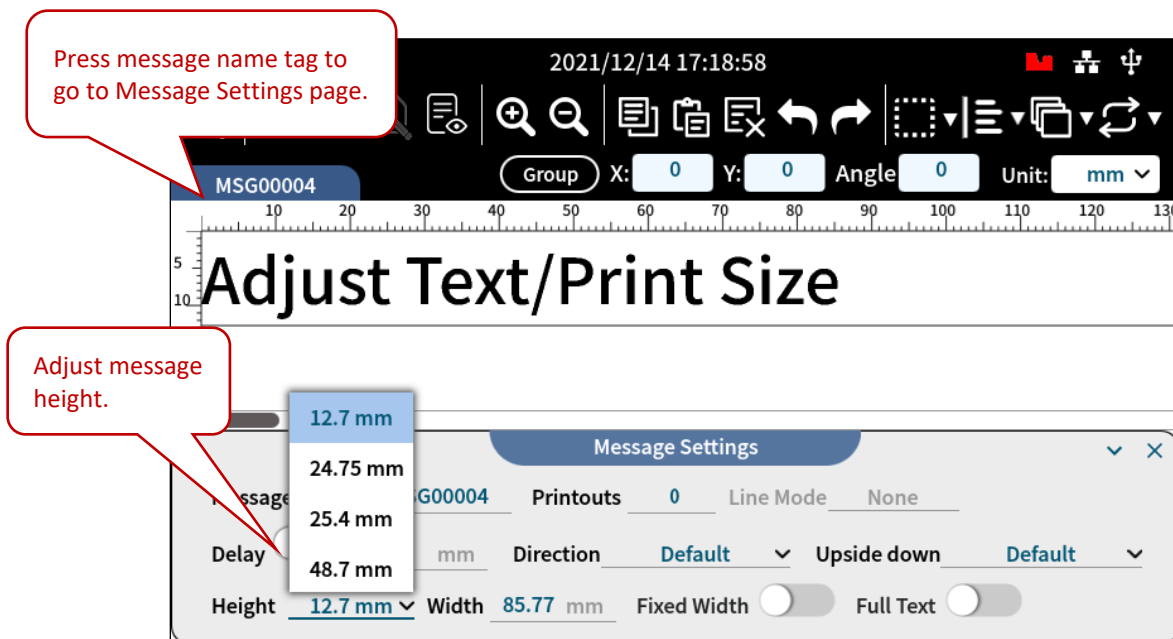 Press message name tag to
go to Message Settings page.
2021/12/14 17:18:58
MSG00004
Group X: 0 Y: 0 Angle 0 Unit: mm
10 20 30 40 50 60 70 80 90 100 110 120 130
5
10
Adjust Text/Print Size
Adjust message
height.
12.7 mm
24.75 mm
25.4 mm
48.7 mm
Message Settings
SG00004 Printouts 0 Line Mode None
Delay mm Direction Default Upside down Default
Height 12.7 mm Width 85.77 mm Fixed Width Full Text